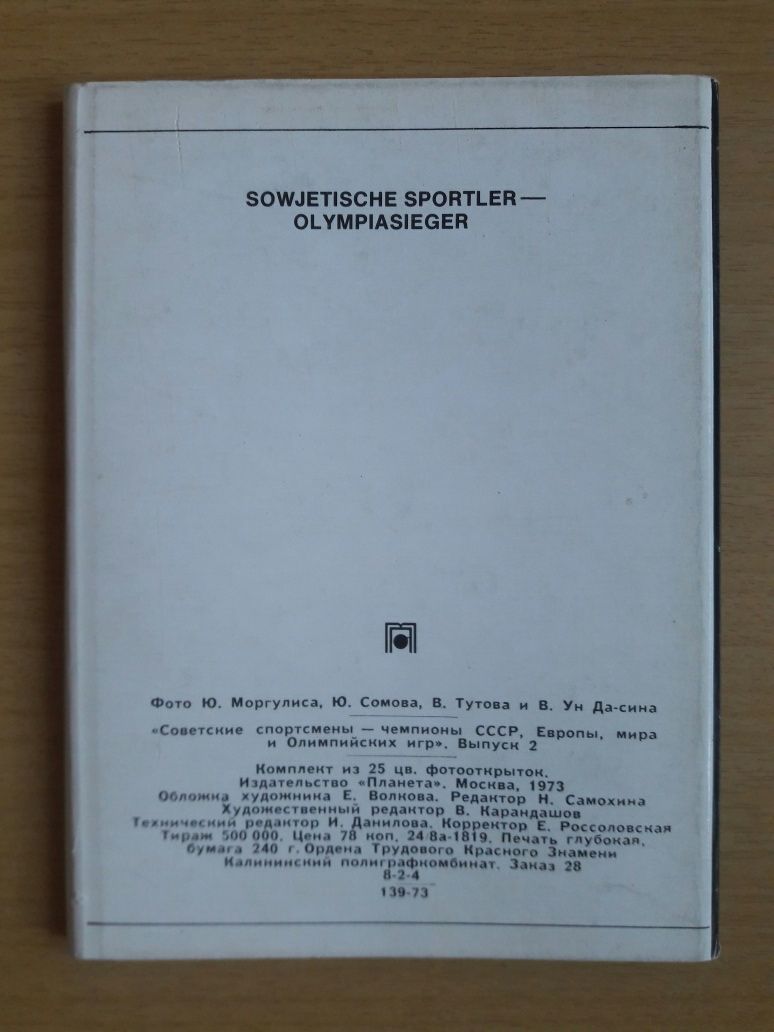 SOWJETISCHE SPORTLER—
OLYMPIASIEGER
Фото Ю. Моргулиса, Ю. Сомова, В. Тутова и В. Ун Да-сина
«Советские спортсмены — чемпионы СССР, Европы, мира
и Олимпийских игр». Выпуск 2
Комплект из 25 цв. фотооткрыток.
Издательство «Планета». Москва, 1973
Обложка художника Е. Волкова. Редактор Н. Самохина
Художественный редактор В. Карандашов
Технический редактор И. Данилова. Корректор Е. Россоловская
Тираж 500 000. Цена 78 коп. 24/8а-1819. Печать глубокая,
бумага 240 г. Ордена Трудового Красного Знамени
Калининский полиграфкомбинат. Заказ 28
8-2-4
139-73